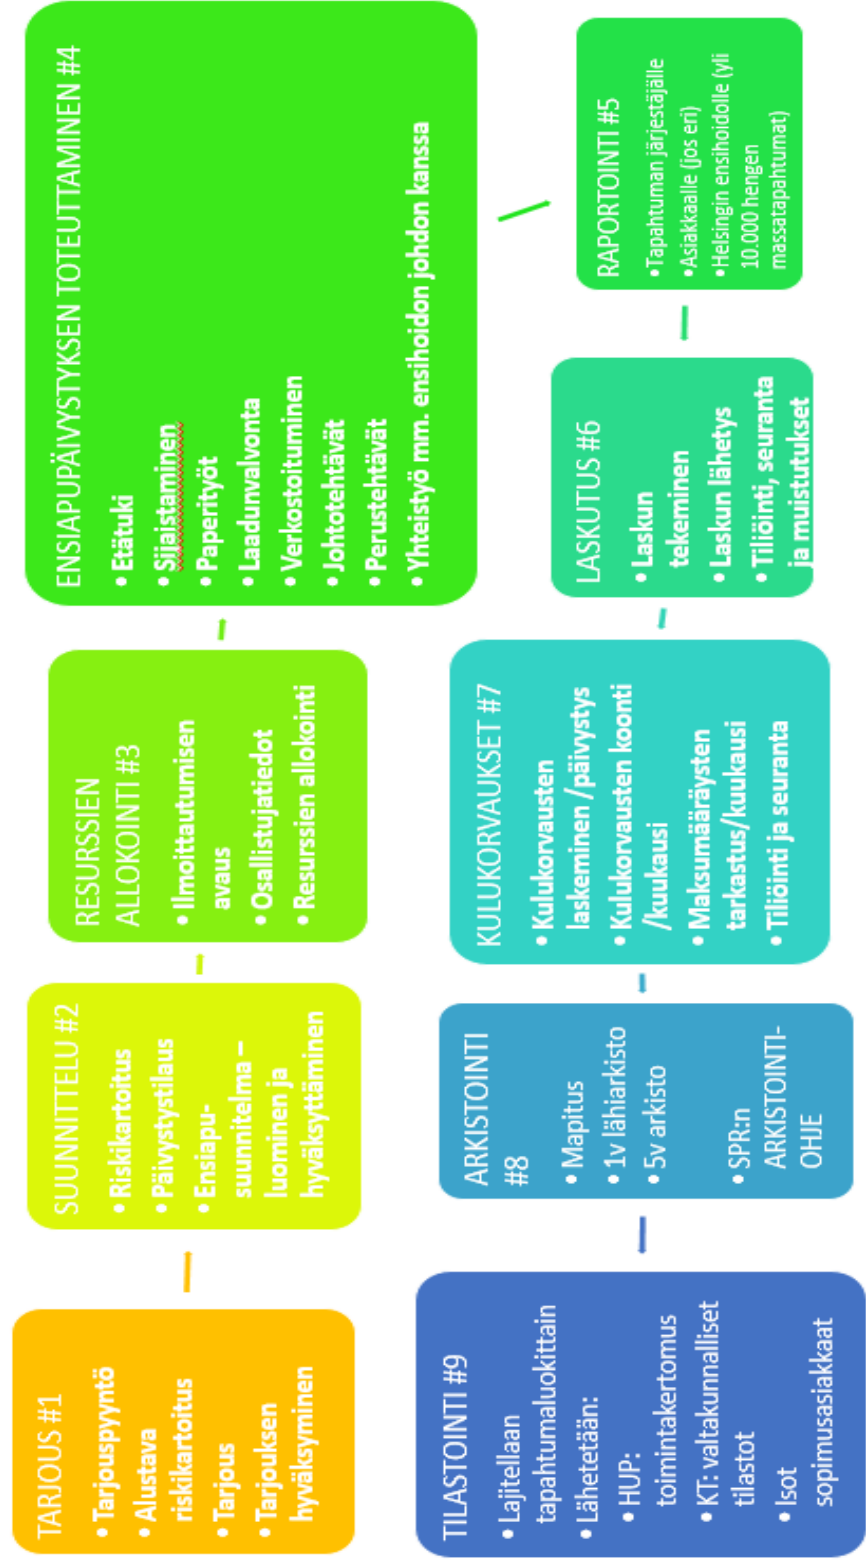 TARJOUS #1
• Tarjouspyyntö
• Alustava
riskikartoitus
• Tarjous
• Tarjouksen
hyväksyminen
SUUNNITTELU #2
• Riskikartoitus
• Päivystystilaus
• Ensiapu-
suunnitelma –
luominen ja
hyväksyttäminen
RESURSSIEN
ALLOKOINTI #3
• Ilmoittautumisen
avaus
• Osallistujatiedot
• Resurssien allokointi
ENSIAPUPÄIVYSTYKSEN TOTEUTTAMINEN #4
• Etätuki
• Sijaistaminen
• Paperityöt
• Laadunvalvonta
• Verkostoituminen
• Johtotehtävät
• Perustehtävät
• Yhteistyö mm. ensihoidon johdon kanssa
RAPORTOINTI #5
• Tapahtuman järjestäjälle
• Asiakkaalle (jos eri)
• Helsingin ensihoidolle (yli
10.000 hengen
massatapahtumat)
LASKUTUS #6
• Laskun
tekeminen
• Laskun lähetys
• Tiliöinti, seuranta
ja muistutukset
KULUKORVAUKSET #7
• Kulukorvausten
laskeminen /päivystys
• Kulukorvausten koonti
/kuukausi
• Maksumääräysten
tarkastus/kuukausi
• Tiliöinti ja seuranta
ARKISTOINTI
#8
• Mapitus
• 1v lähiarkisto
• 5v arkisto
• SPR:n
ARKISTOINTI-
OHJE
TILASTOINTI #9
• Lajitellaan
tapahtumaluokittain
• Lähetetään:
• HUP:
toimintakertomus
• KT: valtakunnalliset
tilastot
• Isot
sopimusasiakkaat